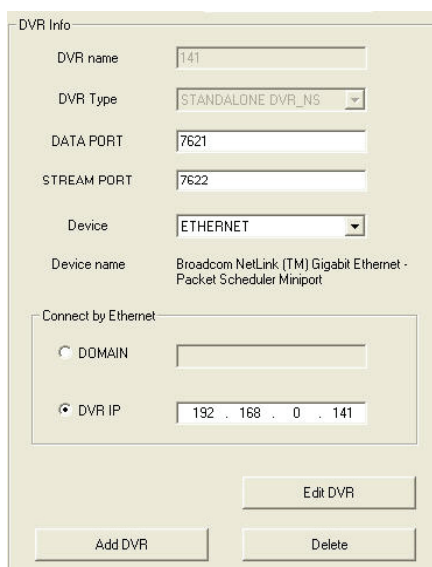 DVR Info
DVR name 141
DVR Type STANDALONE DVR_NS
DATA PORT 7621
STREAM PORT 7622
Device ETHERNET
Device name Broadcom NetLink (TM) Gigabit Ethernet -
Packet Scheduler Miniport
Connect by Ethernet
DOMAIN
DVR IP 192 . 168 . 0 . 141
Edit DVR
Add DVR Delete